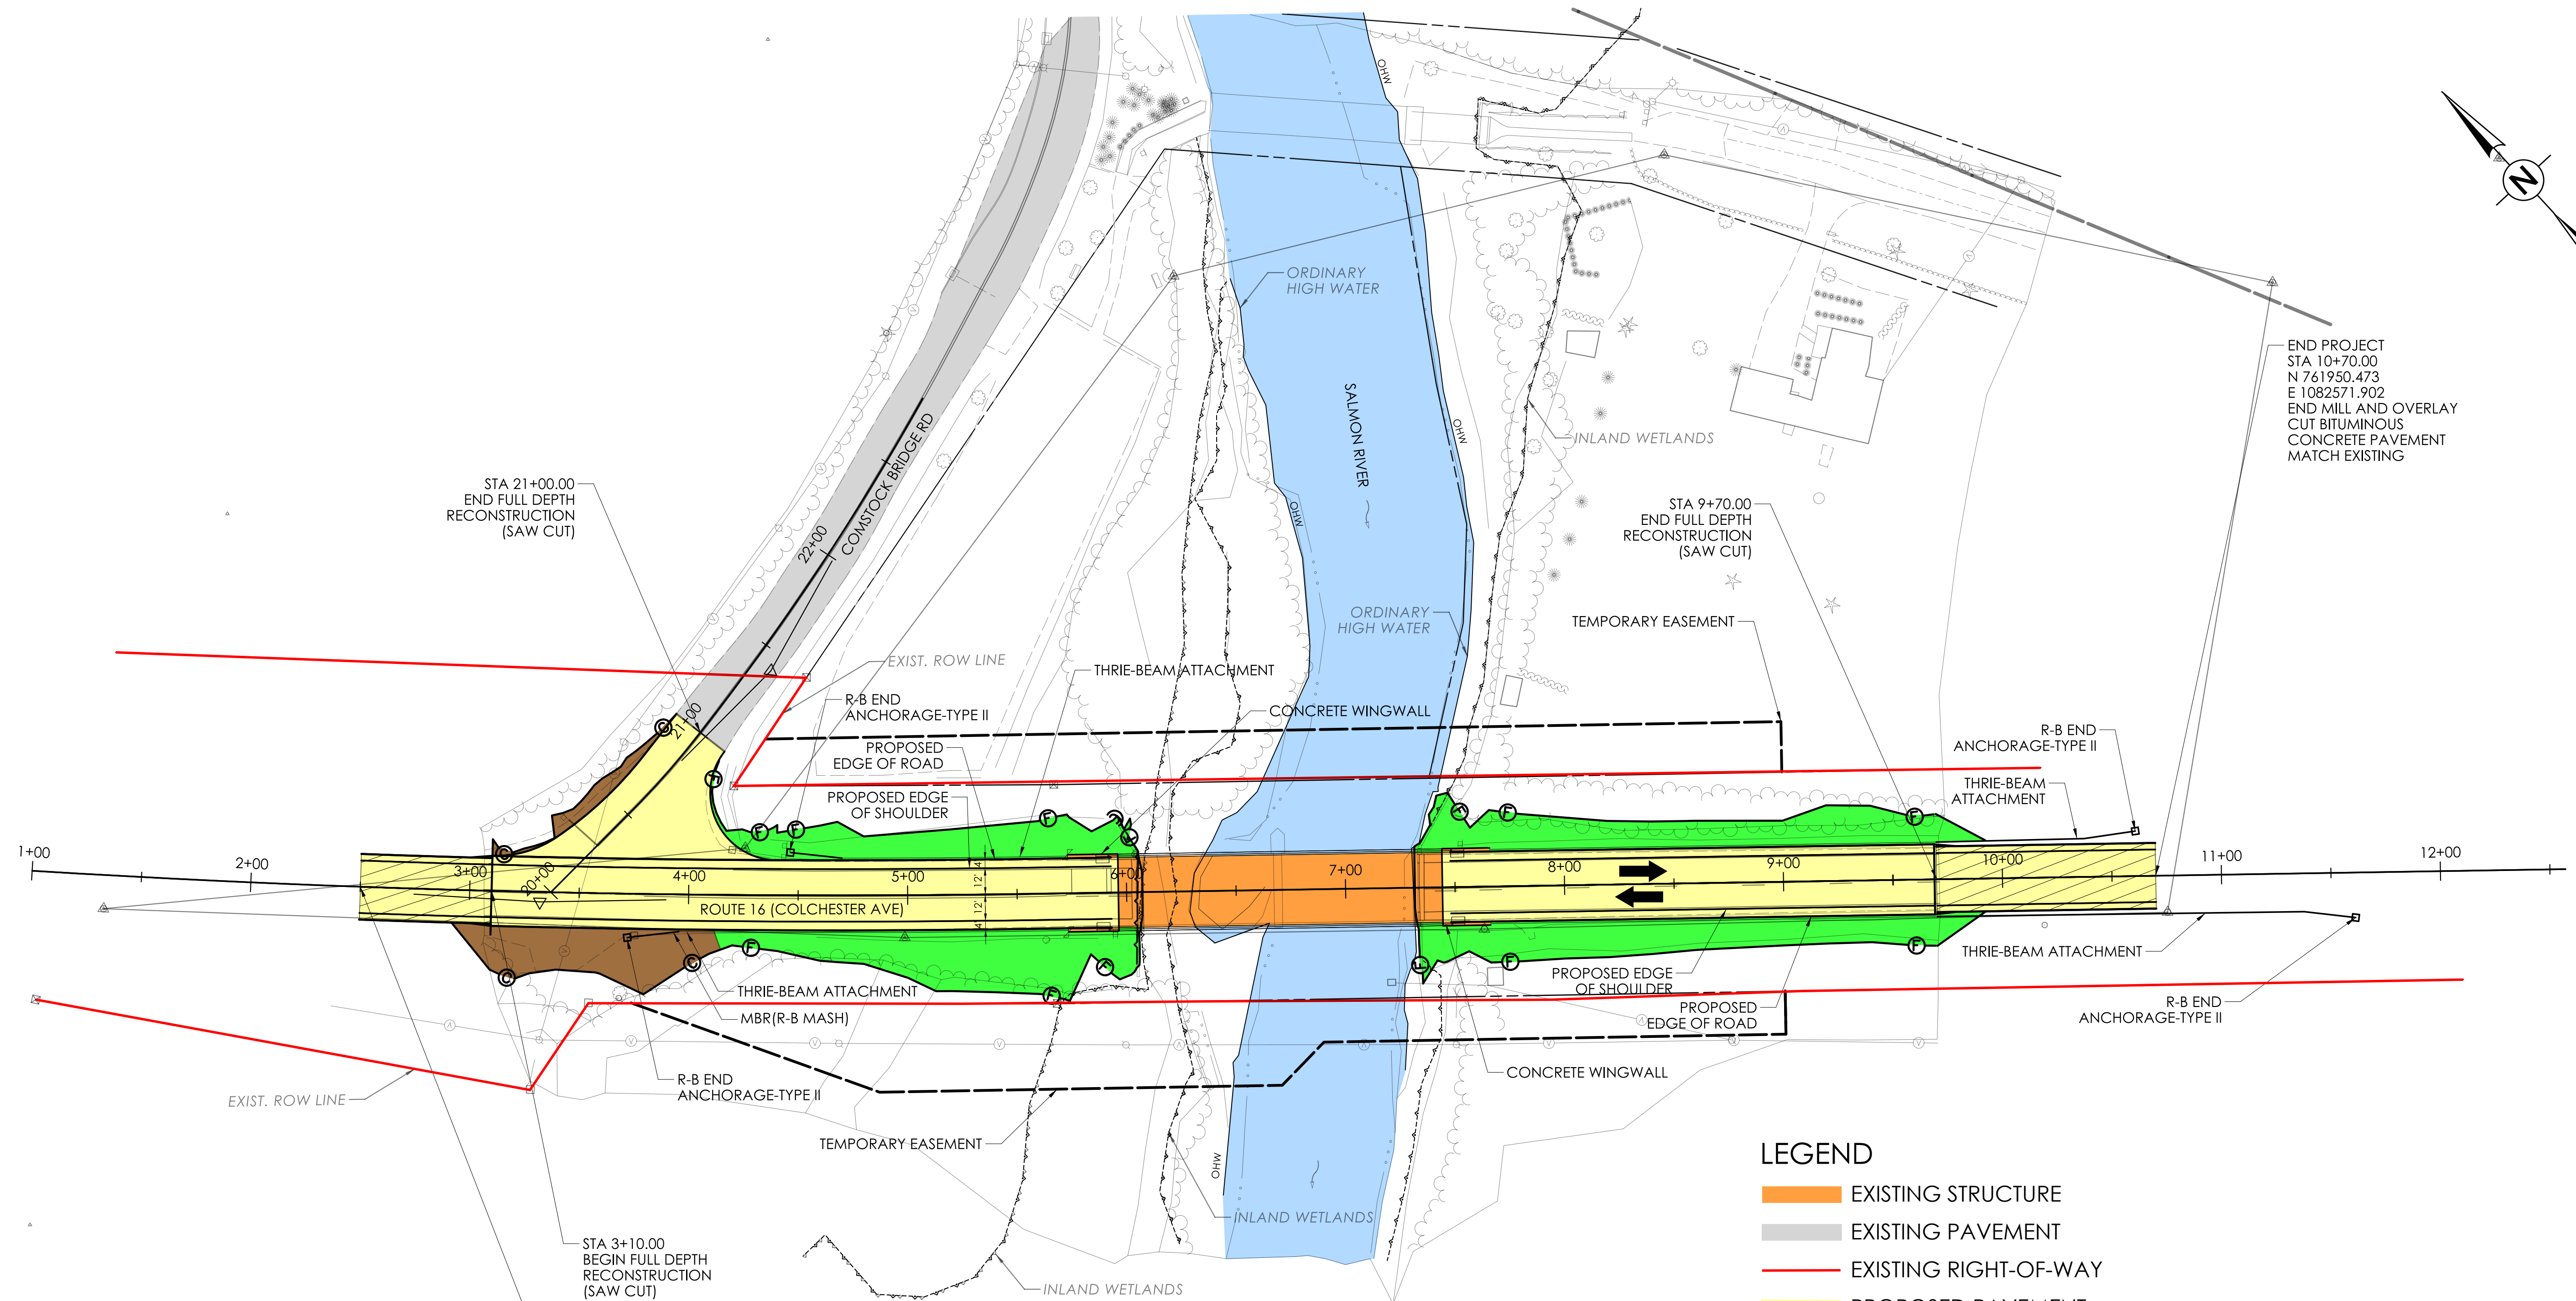 OHW
N
ORDINARY
HIGH WATER
END PROJECT
STA 10+70.00
N 761950.473
E 1082571.902
END MILL AND OVERLAY
CUT BITUMINOUS
CONCRETE PAVEMENT
MATCH EXISTING
SALMON RIVER
OHW
INLAND WETLANDS
COMSTOCK BRIDGE RD
22+00
21+00
STA 21+00.00
END FULL DEPTH
RECONSTRUCTION
(SAW CUT)
OHW
STA 9+70.00
END FULL DEPTH
RECONSTRUCTION
(SAW CUT)
ORDINARY
HIGH WATER
TEMPORARY EASEMENT
EXIST. ROW LINE
THRIE-BEAM ATTACHMENT
R-B END
ANCHORAGE-TYPE II
CONCRETE WINGWALL
PROPOSED
EDGE OF ROAD
PROPOSED EDGE
OF SHOULDER
R-B END
ANCHORAGE-TYPE II
THRIE-BEAM
ATTACHMENT
C
F
F
F
F
F
F
F
F
C
1+00
2+00
3+00
20+00
4+00
5+00
6+00
7+00
8+00
9+00
10+00
11+00
12+00
4'
12'
12'
4'
ROUTE 16 (COLCHESTER AVE)
C
C
F
F
F
F
F
F
THRIE-BEAM ATTACHMENT
MBR(R-B MASH)
PROPOSED EDGE
OF SHOULDER
PROPOSED
EDGE OF ROAD
THRIE-BEAM ATTACHMENT
R-B END
ANCHORAGE-TYPE II
R-B END
ANCHORAGE-TYPE II
EXIST. ROW LINE
CONCRETE WINGWALL
TEMPORARY EASEMENT
OHW
INLAND WETLANDS
STA 3+10.00
BEGIN FULL DEPTH
RECONSTRUCTION
(SAW CUT)
INLAND WETLANDS
LEGEND
EXISTING STRUCTURE
EXISTING PAVEMENT
EXISTING RIGHT-OF-WAY
PROPOSED PAVEMENT